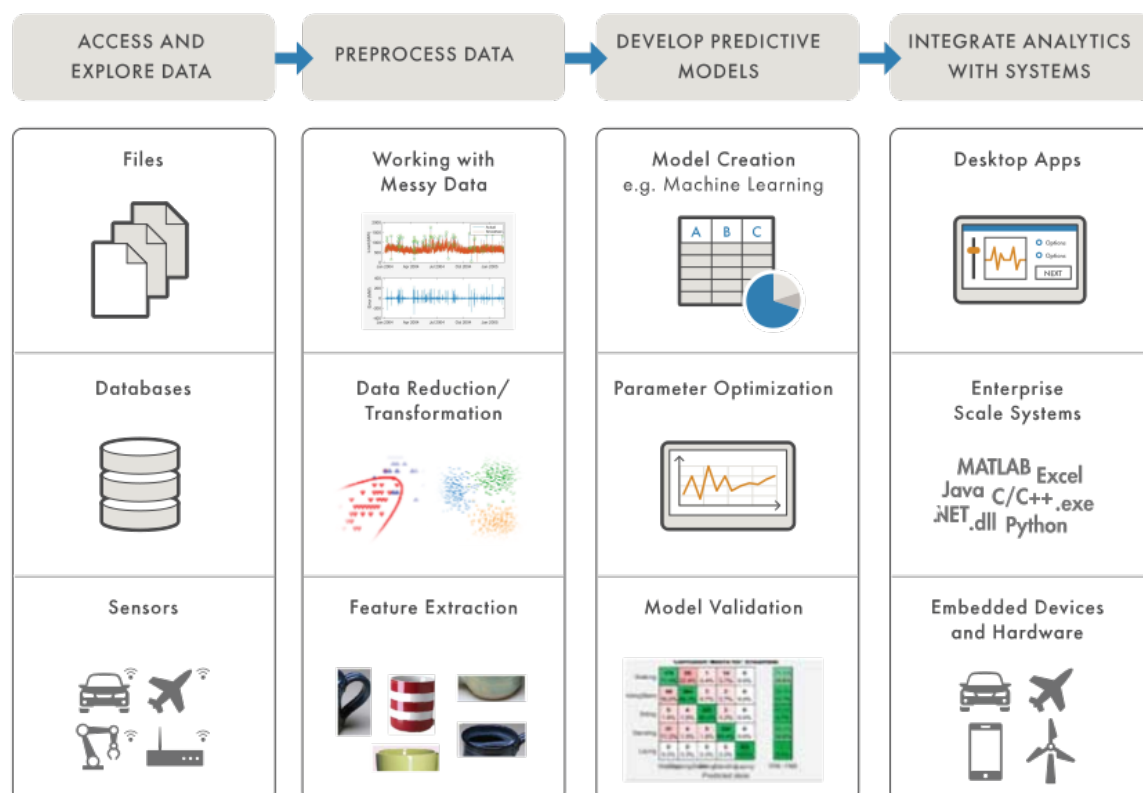 ACCESS AND
EXPLORE DATA
PREPROCESS DATA
DEVELOP PREDICTIVE
MODELS
INTEGRATE ANALYTICS
WITH SYSTEMS
Files
Databases
Sensors
Working with
Messy Data
Data Reduction/
Transformation
Feature Extraction
Model Creation
e.g. Machine Learning
A B C
Parameter Optimization
Model Validation
Predicted class
Desktop Apps
Options
Options
NEXT
Enterprise
Scale Systems
MATLAB Excel
Java C/C++ .exe
.NET .dll Python
Embedded Devices
and Hardware